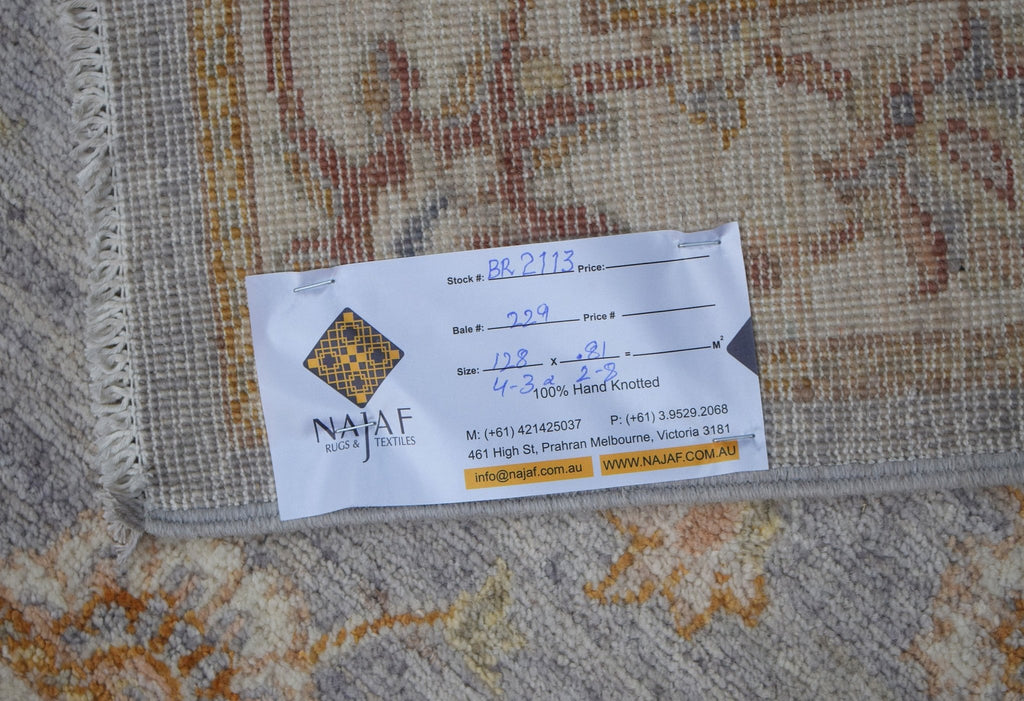 Stock #: BR 2113 Price:
Bale #: 229 Price #
Size: 128 x .81 = M²
4-3 x 2-8
100% Hand Knotted
NAJAF
RUGS & TEXTILES
M: (+61) 421425037 P: (+61) 3.9529.2068
461 High St, Prahran Melbourne, Victoria 3181
info@najaf.com.au WWW.NAJAF.COM.AU